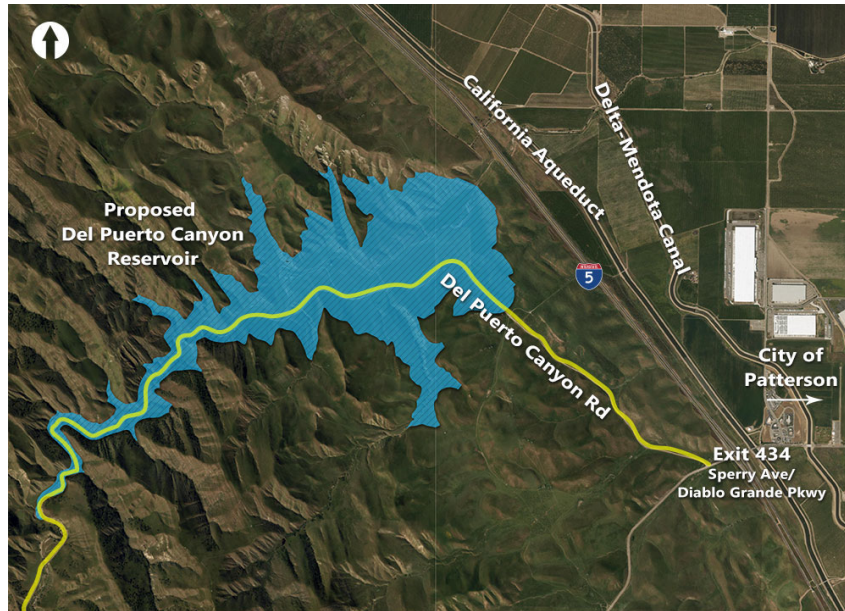 California Aqueduct
Delta-Mendota Canal
Proposed
Del Puerto Canyon
Reservoir
INTERSTATE
5
Del Puerto Canyon Rd
City of
Patterson
Exit 434
Sperry Ave/
Diablo Grande Pkwy